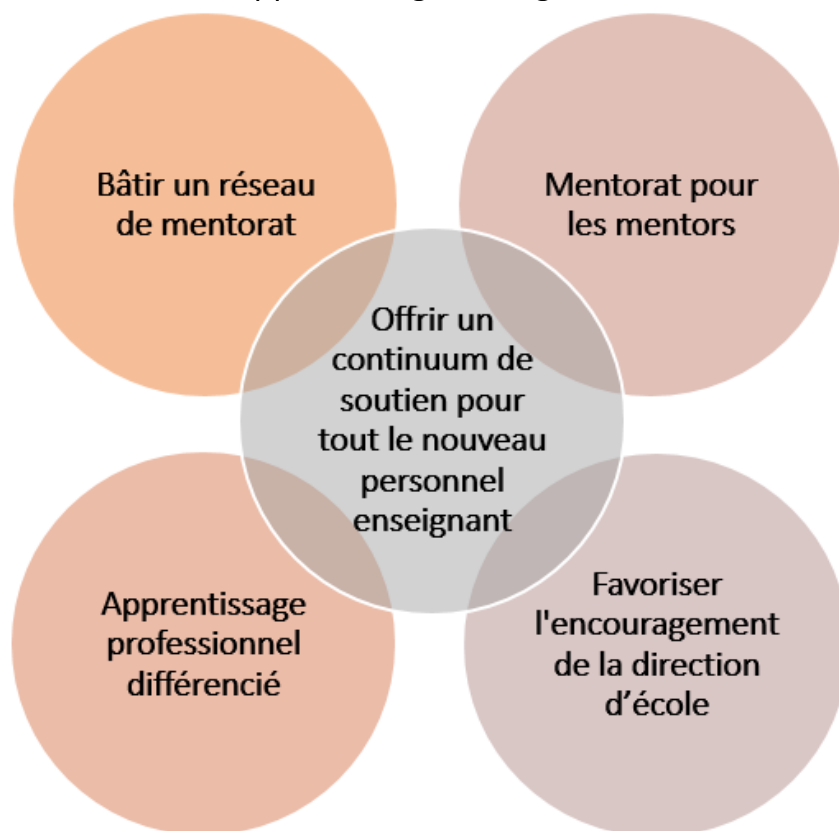 Bâtir un réseau
de mentorat
Mentorat pour
les mentors
Offrir un
continuum de
soutien pour
tout le nouveau
personnel
enseignant
Apprentissage
professionnel
différencié
Favoriser
l'encouragement
de la direction
d’école